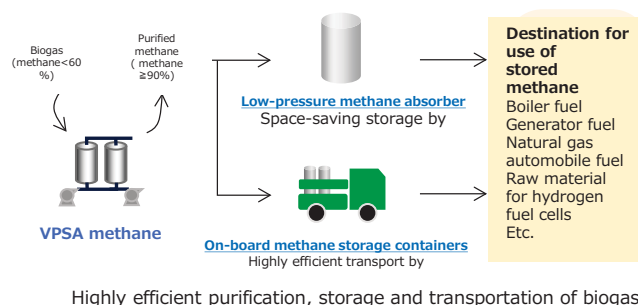 Biogas
(methane<60
%)
Purified
methane
( methane
≥90%)
VPSA methane
Low-pressure methane absorber
Space-saving storage by
On-board methane storage containers
Highly efficient transport by
Destination for
use of
stored
methane
Boiler fuel
Generator fuel
Natural gas
automobile fuel
Raw material
for hydrogen
fuel cells
Etc.
Highly efficient purification, storage and transportation of biogas